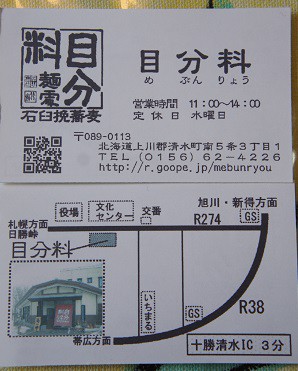 目分料
麺電
石臼挽蕎麦
目分料
めぶんりょう
営業時間 11:00~14:00
定休日 水曜日
〒089-0113
北海道上川郡清水町南5条3丁目1
TEL (0156) 62-4226
http://r.goope.jp/mebunryou
旭川・新得方面
役場
文化
センター
交番
R274
GS
札幌方面
日勝峠
目分料
いちまる
GS
R38
帯広方面
十勝清水IC 3分